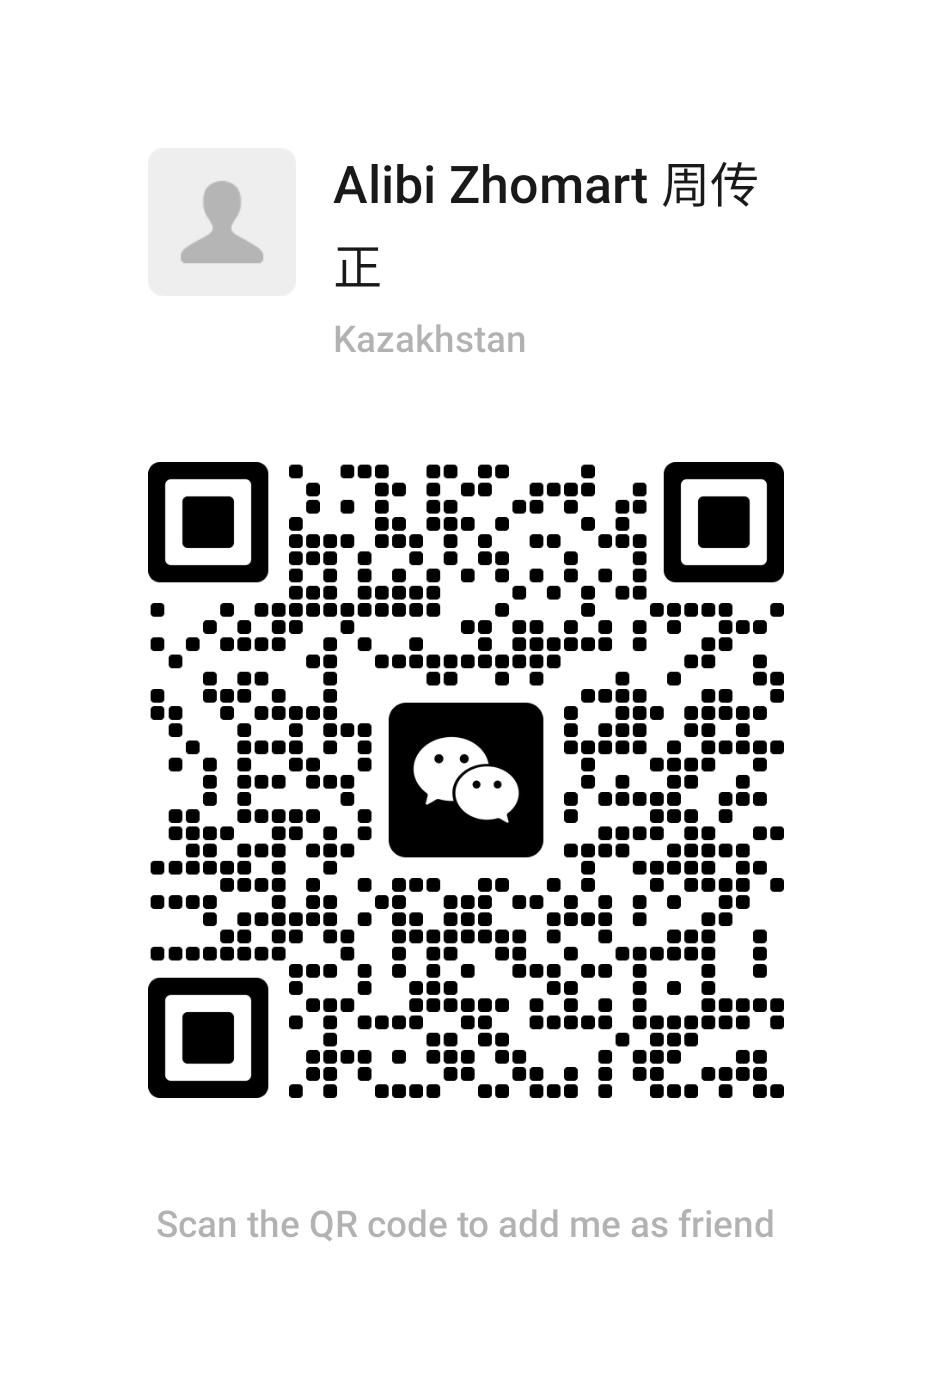 Alibi Zhomart 周传
正
Kazakhstan
Scan the QR code to add me as friend